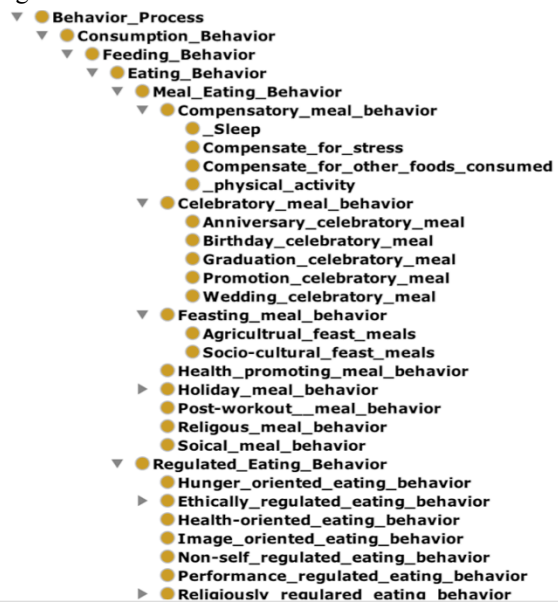 Behavior_Process
Consumption_Behavior
Feeding_Behavior
Eating_Behavior
Meal_Eating_Behavior
Compensatory_meal_behavior
_Sleep
Compensate_for_stress
Compensate_for_other_foods_consumed
_physical_activity
Celebratory_meal_behavior
Anniversary_celebratory_meal
Birthday_celebratory_meal
Graduation_celebratory_meal
Promotion_celebratory_meal
Wedding_celebratory_meal
Feasting_meal_behavior
Agricultrual_feast_meals
Socio-cultural_feast_meals
Health_promoting_meal_behavior
Holiday_meal_behavior
Post-workout__meal_behavior
Religous_meal_behavior
Soical_meal_behavior
Regulated_Eating_Behavior
Hunger_oriented_eating_behavior
Ethically_regulated_eating_behavior
Health-oriented_eating_behavior
Image_oriented_eating_behavior
Non-self_regulated_eating_behavior
Performance_regulated_eating_behavior
Religiously_regulared_eating_behavior